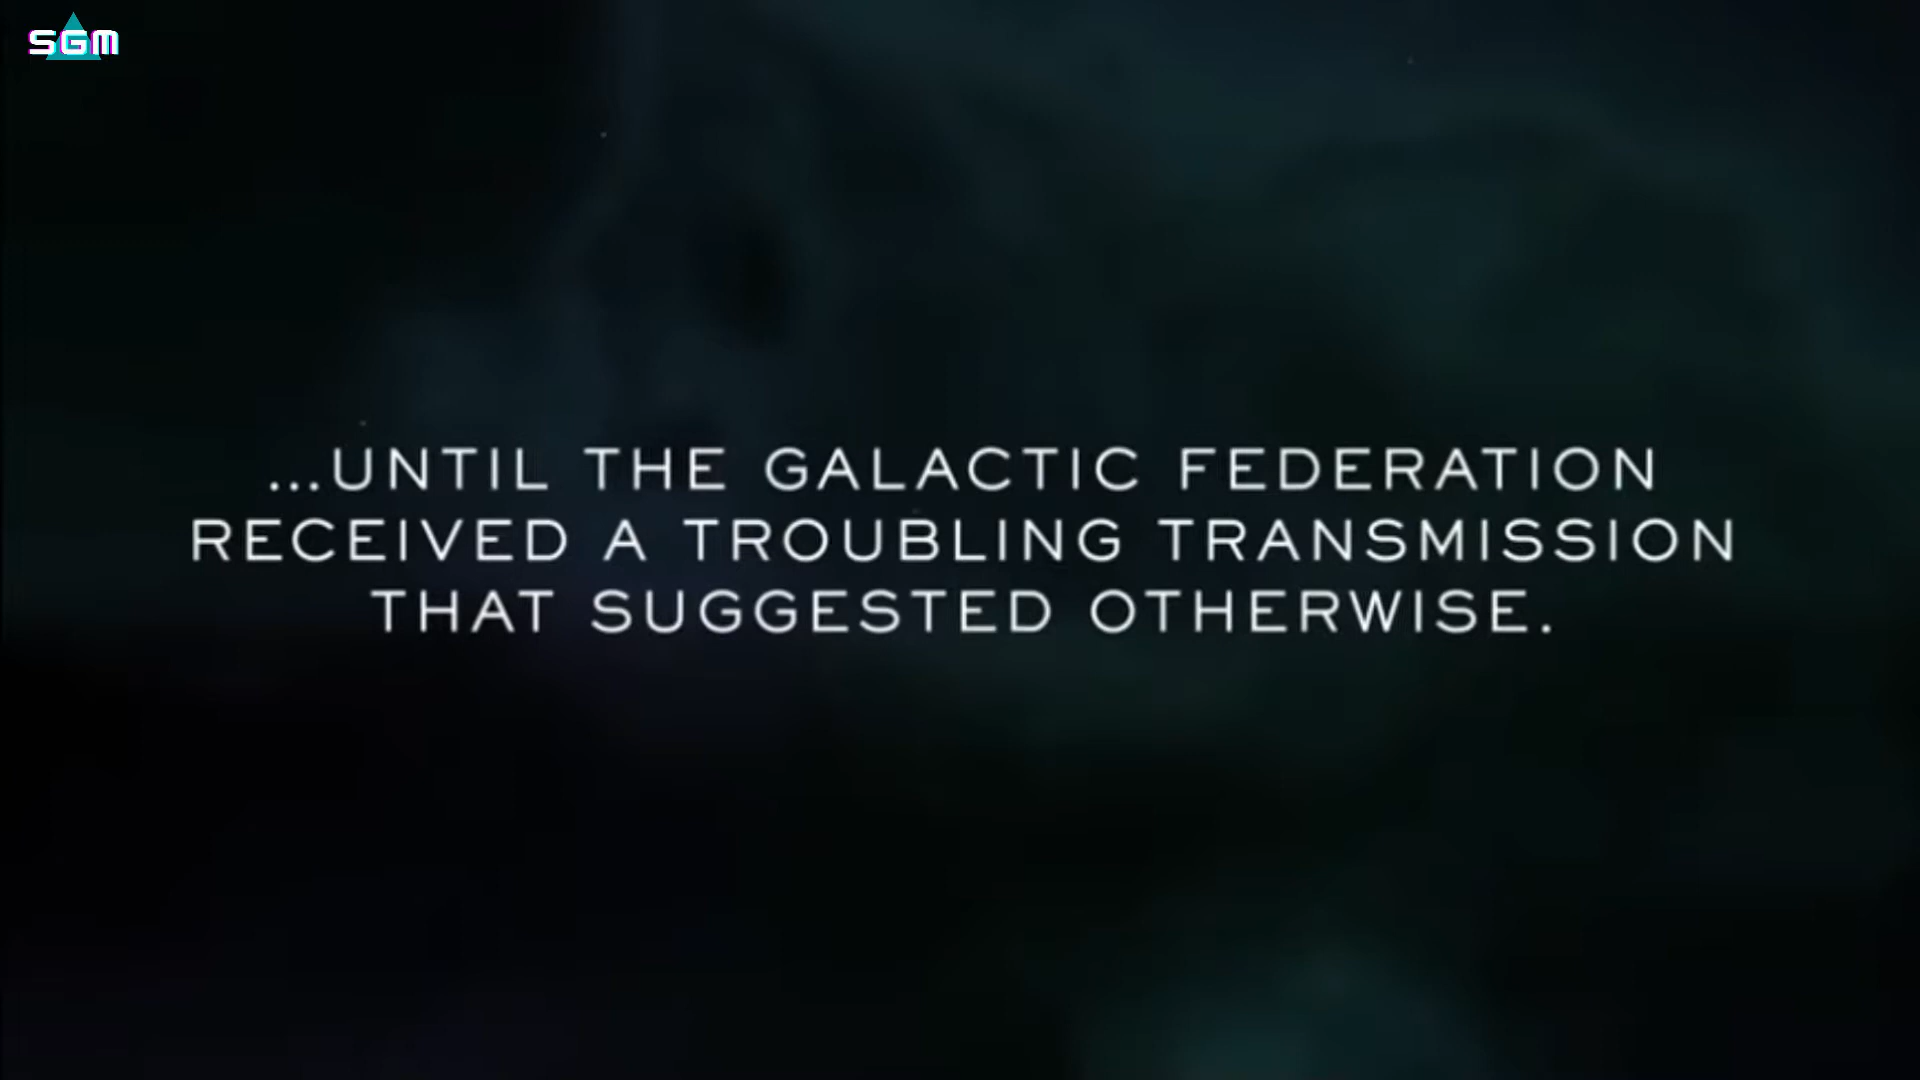 SGM
...UNTIL THE GALACTIC FEDERATION
RECEIVED A TROUBLING TRANSMISSION
THAT SUGGESTED OTHERWISE.